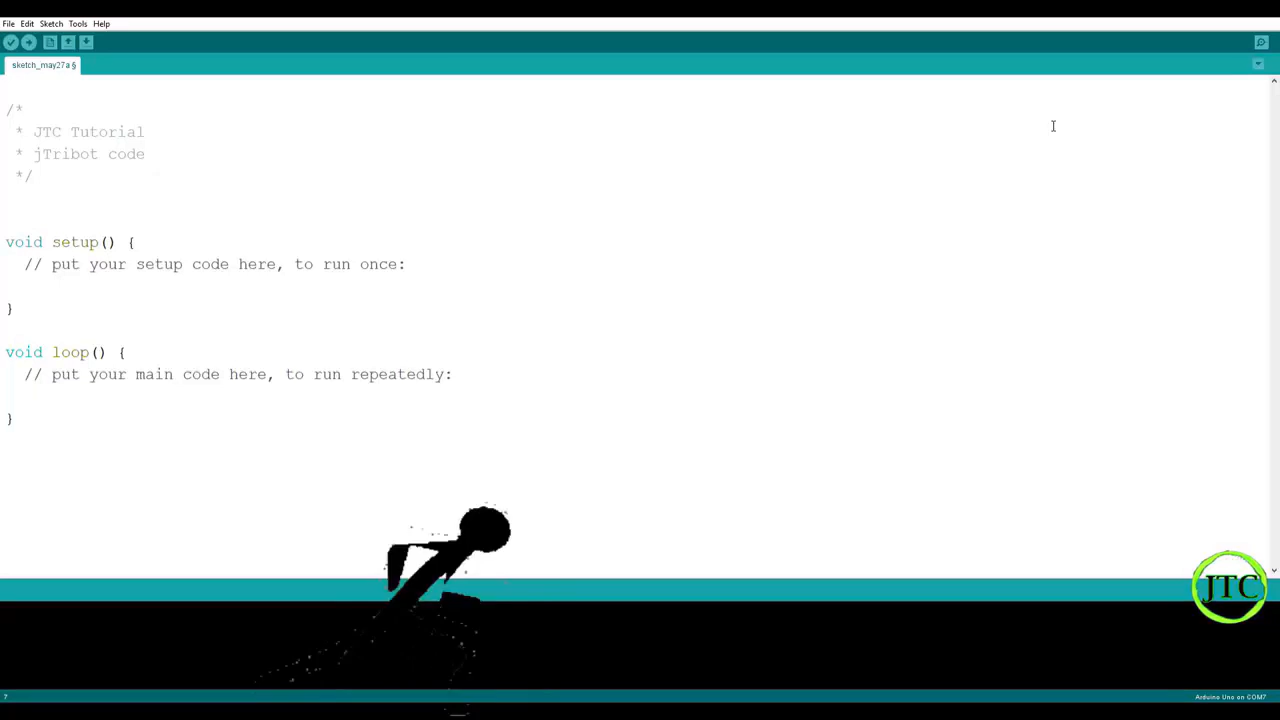 File Edit Sketch Tools Help
sketch_may27a §
/*
* JTC Tutorial
* jTribot code
*/
void setup() {
// put your setup code here, to run once:
}
void loop() {
// put your main code here, to run repeatedly:
}
JTC
7
Arduino Uno on COM7